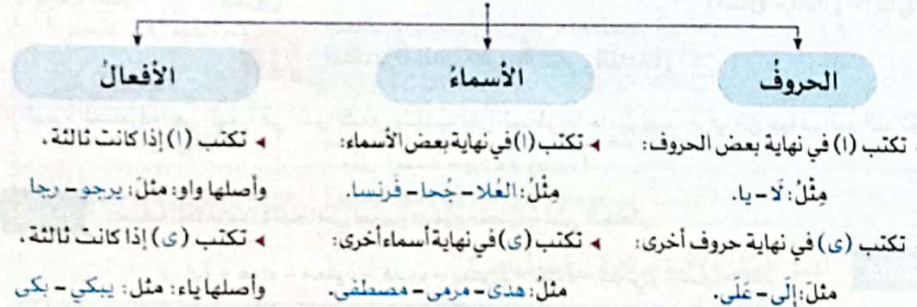 الحروفُ
تكتب (ا) في نهاية بعض الحروف:
مِثْلُ: لَا - يا.
تكتب (ى) في نهاية حروف أخرى:
مثلَ: إلَى - عَلَى.
الأسماءُ
تكتب (ا) في نهاية بعض الأسماء:
مِثْلُ: العُلا - جُحا - فَرنسا.
تكتب (ى) في نهاية أسماء أخرى:
مثلُ: هدى - مرمى - مصطفى.
الأفعالُ
تكتب (ا) إذا كانت ثالثة،
وأصلها واو: مثلُ: يرجو - رجا
تكتب (ى) إذا كانت ثالثة،
وأصلها ياء: مثل: يبكي - بكى